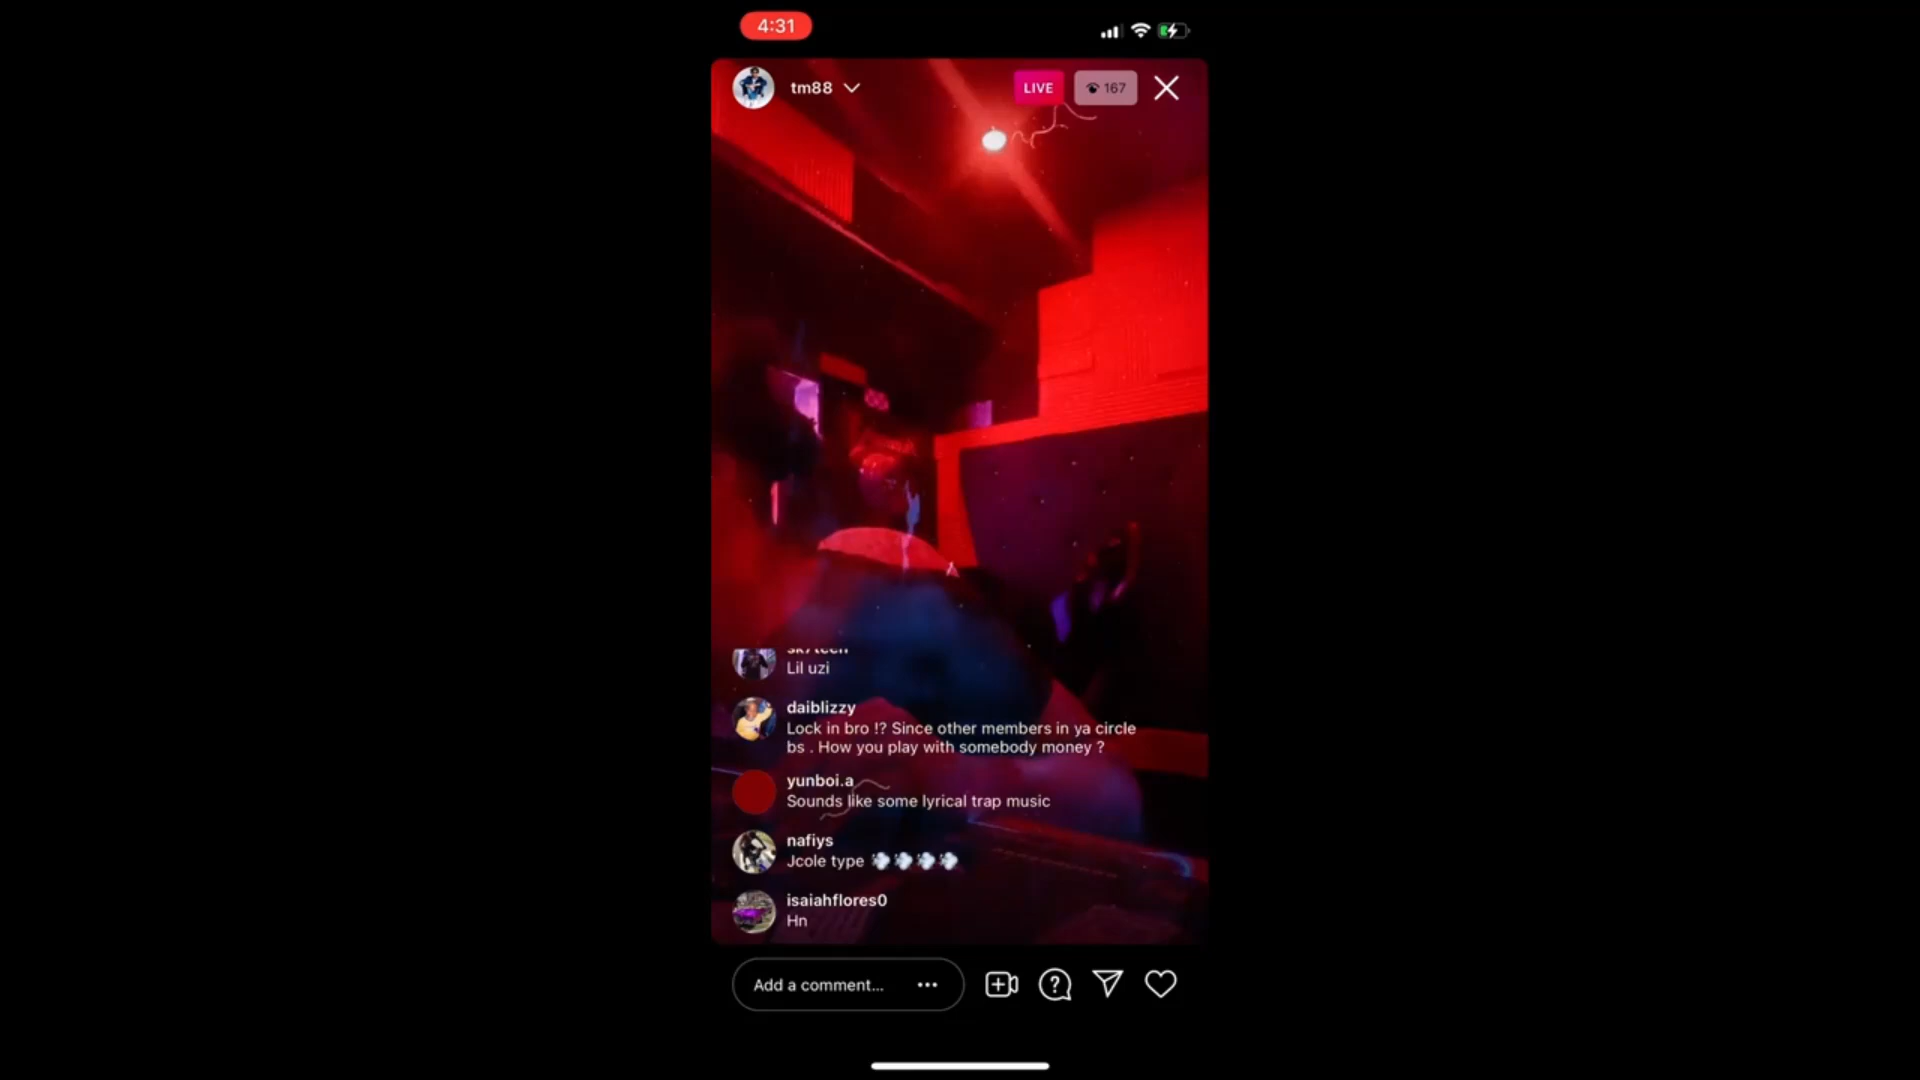 4:31
tm88
LIVE
167
sk7tech
Lil uzi
daiblizzy
Lock in bro !? Since other members in ya circle
bs . How you play with somebody money ?
yunboi.a
Sounds like some lyrical trap music
nafiys
Jcole type 💨💨💨💨
isaiahflores0
Hn
Add a comment...